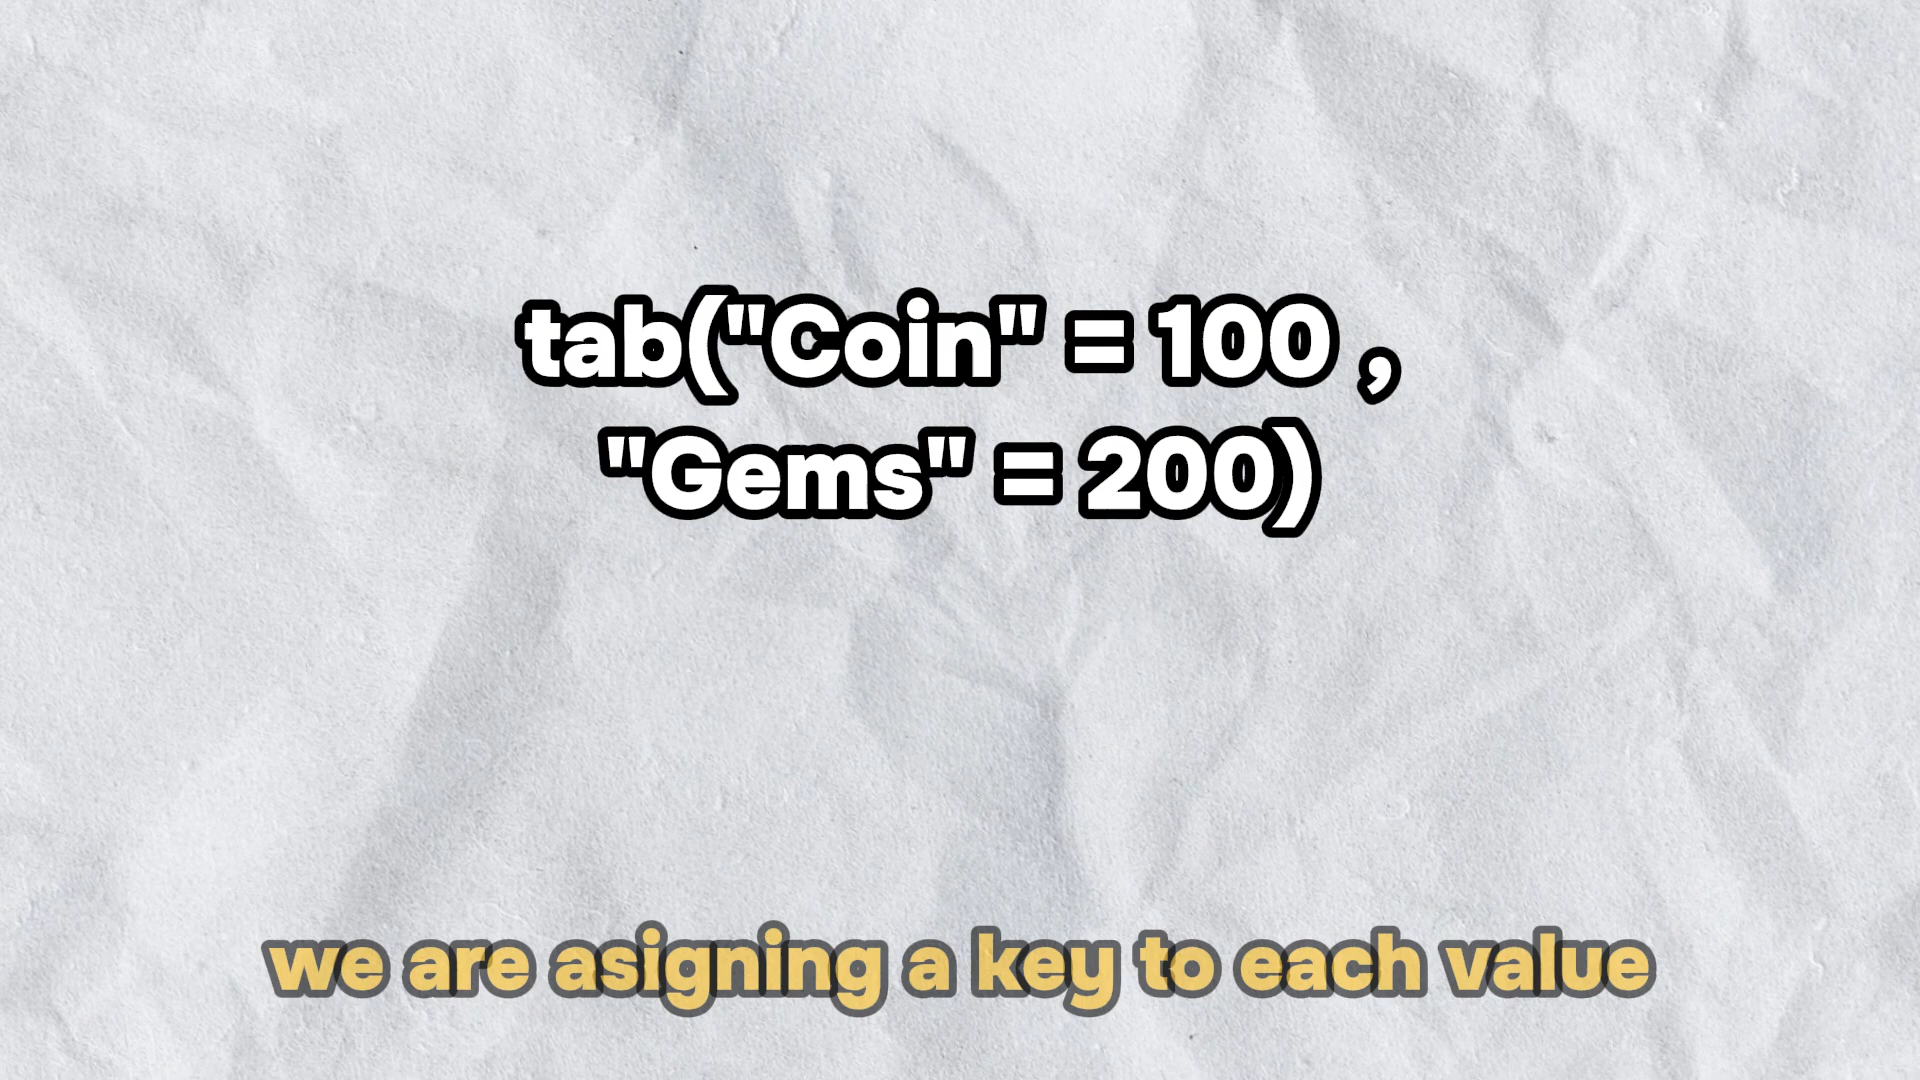 tab("Coin" = 100 ,
"Gems" = 200)
we are asigning a key to each value